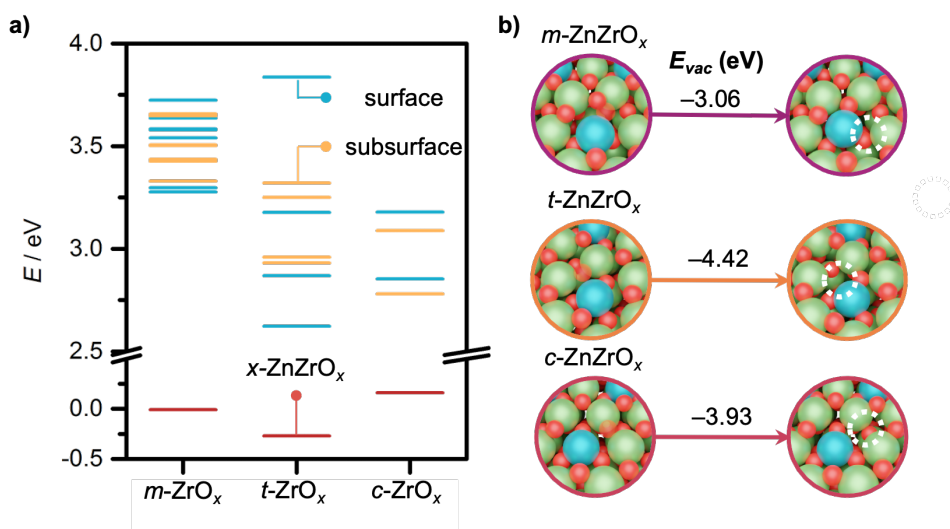 a)
4.0
3.5
3.0
2.5
0.0
-0.5
E / eV
surface
subsurface
x-ZnZrOₓ
m-ZrOₓ
t-ZrOₓ
c-ZrOₓ
b)
m-ZnZrOₓ
E_vac (eV)
–3.06
t-ZnZrOₓ
–4.42
c-ZnZrOₓ
–3.93